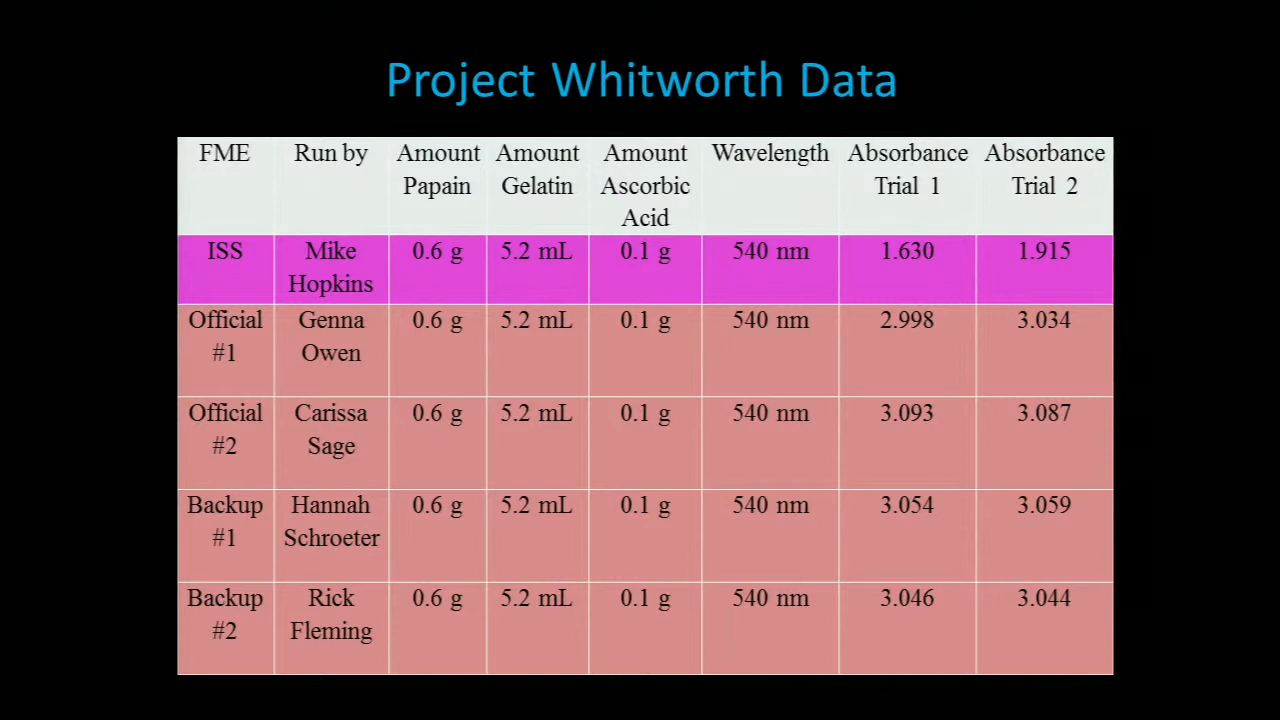 Project Whitworth Data
FME Run by Amount Papain Amount Gelatin Amount Ascorbic Acid Wavelength Absorbance Trial 1 Absorbance Trial 2
ISS Mike Hopkins 0.6 g 5.2 mL 0.1 g 540 nm 1.630 1.915
Official #1 Genna Owen 0.6 g 5.2 mL 0.1 g 540 nm 2.998 3.034
Official #2 Carissa Sage 0.6 g 5.2 mL 0.1 g 540 nm 3.093 3.087
Backup #1 Hannah Schroeter 0.6 g 5.2 mL 0.1 g 540 nm 3.054 3.059
Backup #2 Rick Fleming 0.6 g 5.2 mL 0.1 g 540 nm 3.046 3.044